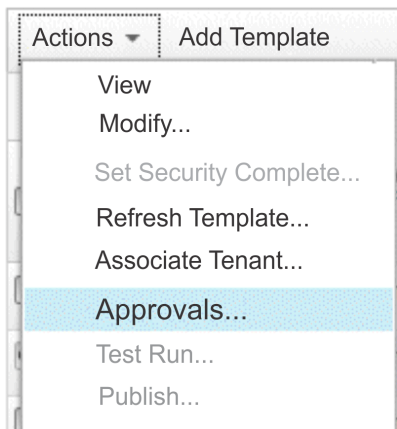 Actions Add Template
View
Modify...
Set Security Complete...
Refresh Template...
Associate Tenant...
Approvals...
Test Run...
Publish...